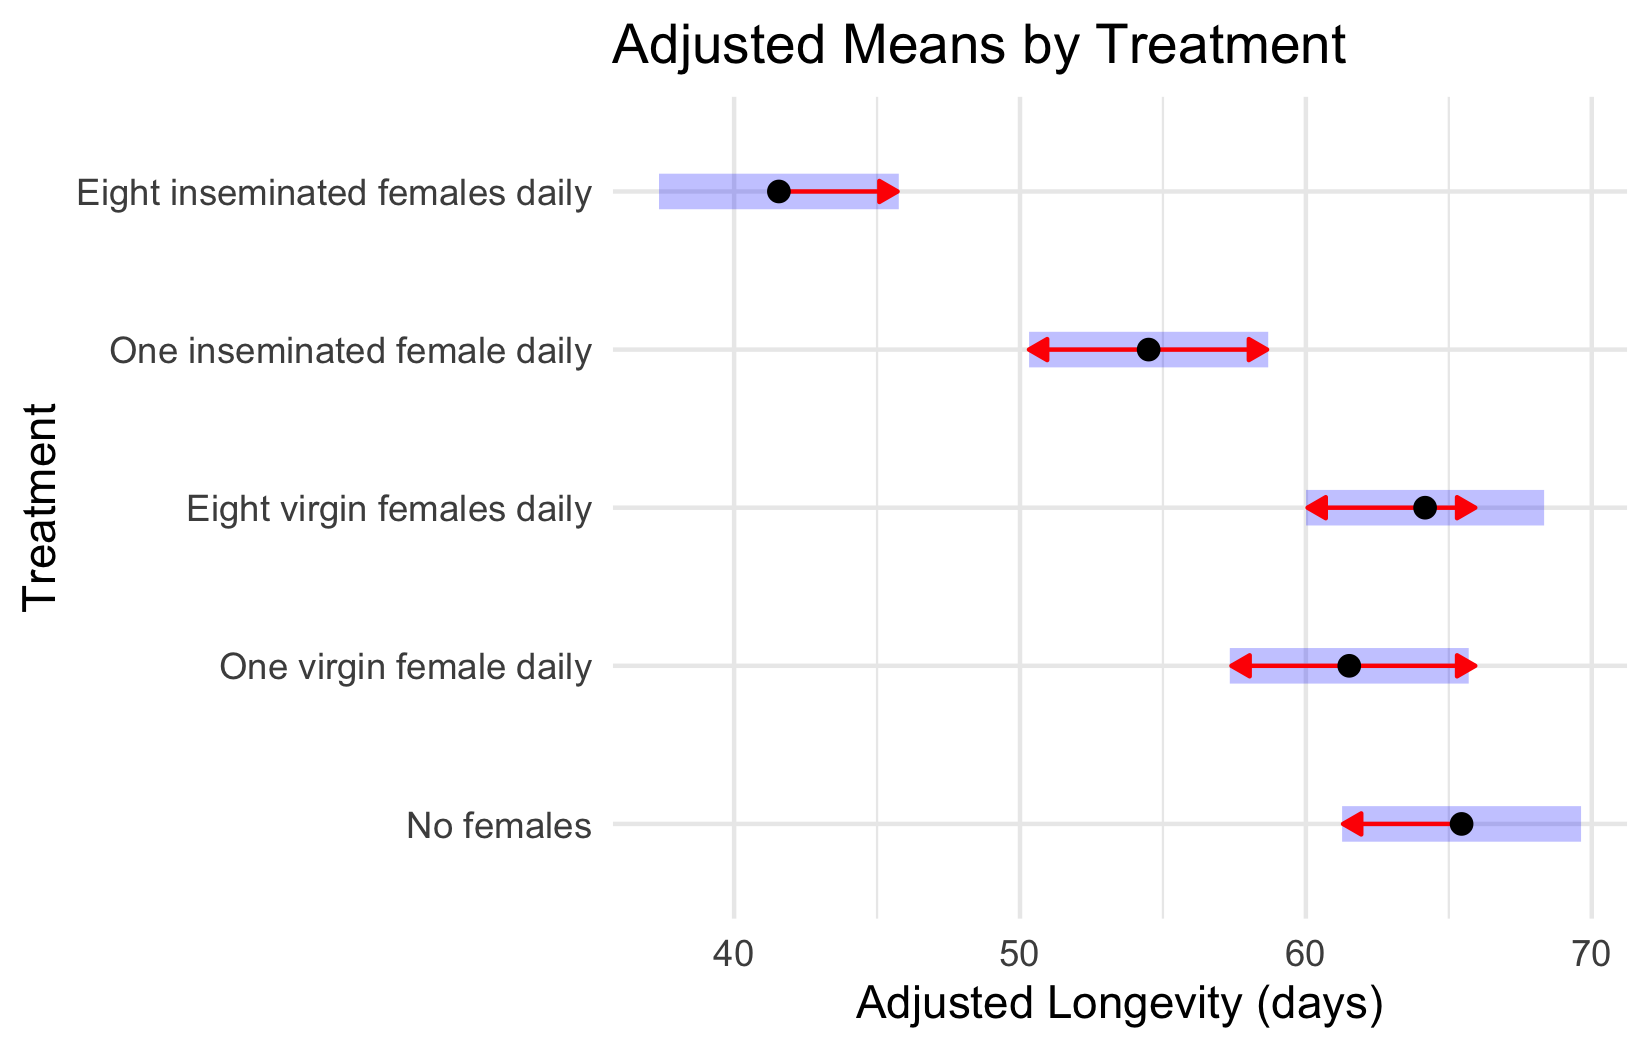 Adjusted Means by Treatment
Eight inseminated females daily
One inseminated female daily
Eight virgin females daily
One virgin female daily
No females
Treatment
40 50 60 70
Adjusted Longevity (days)